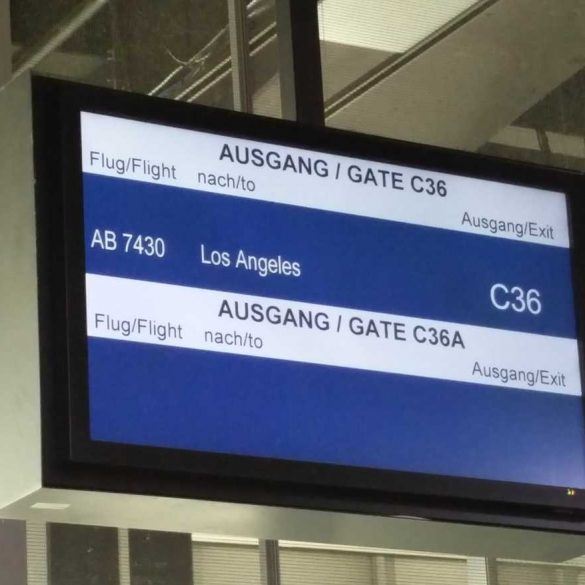 AUSGANG / GATE C36
Flug/Flight nach/to Ausgang/Exit
AB 7430 Los Angeles C36
AUSGANG / GATE C36A
Flug/Flight nach/to Ausgang/Exit